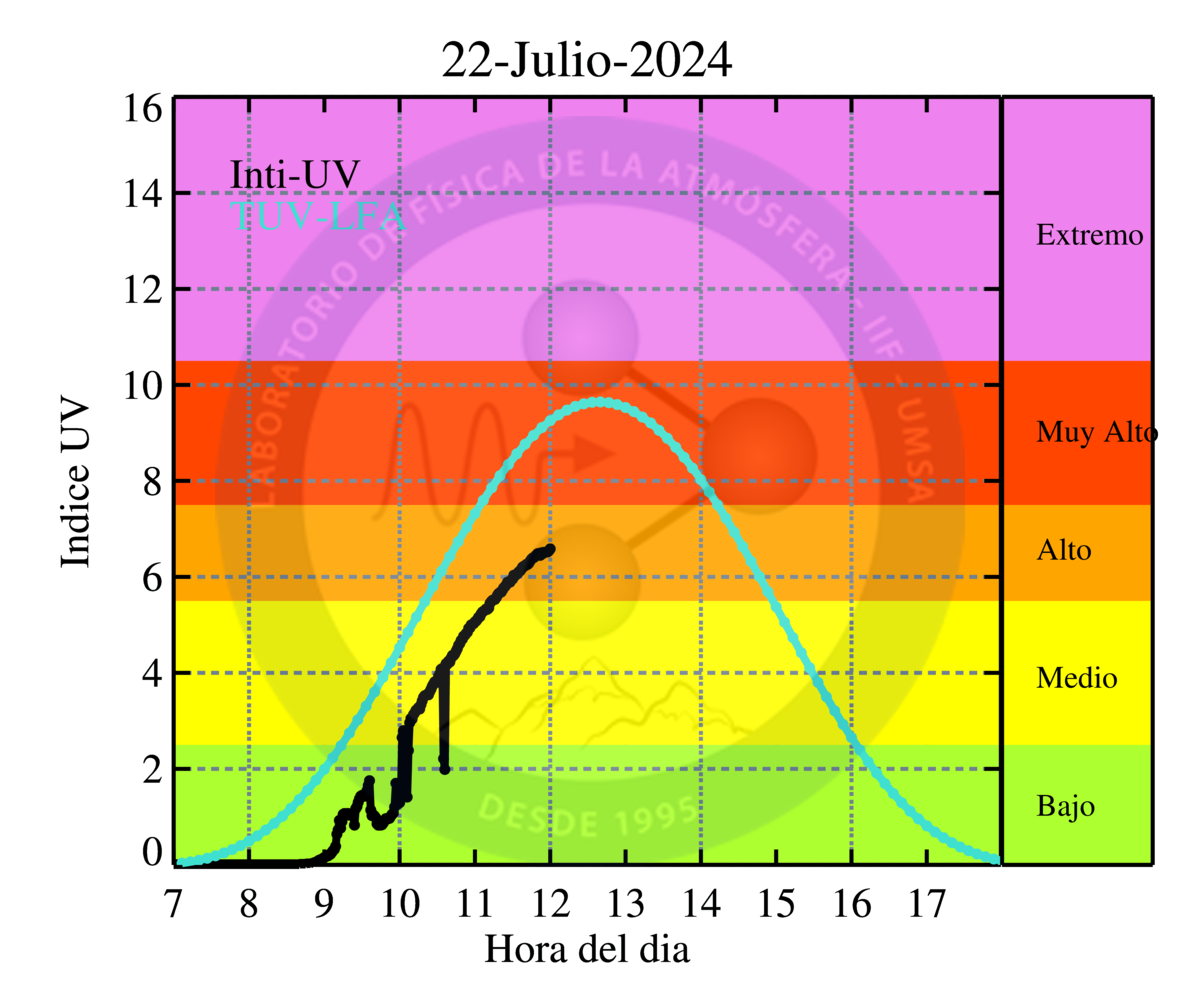 22-Julio-2024
Inti-UV
TUV-LFA
LABORATORIO DE FÍSICA DE LA ATMÓSFERA - IIF - UMSA
DESDE 1995
Indice UV
16
14
12
10
8
6
4
2
0
7 8 9 10 11 12 13 14 15 16 17
Hora del dia
Extremo
Muy Alto
Alto
Medio
Bajo